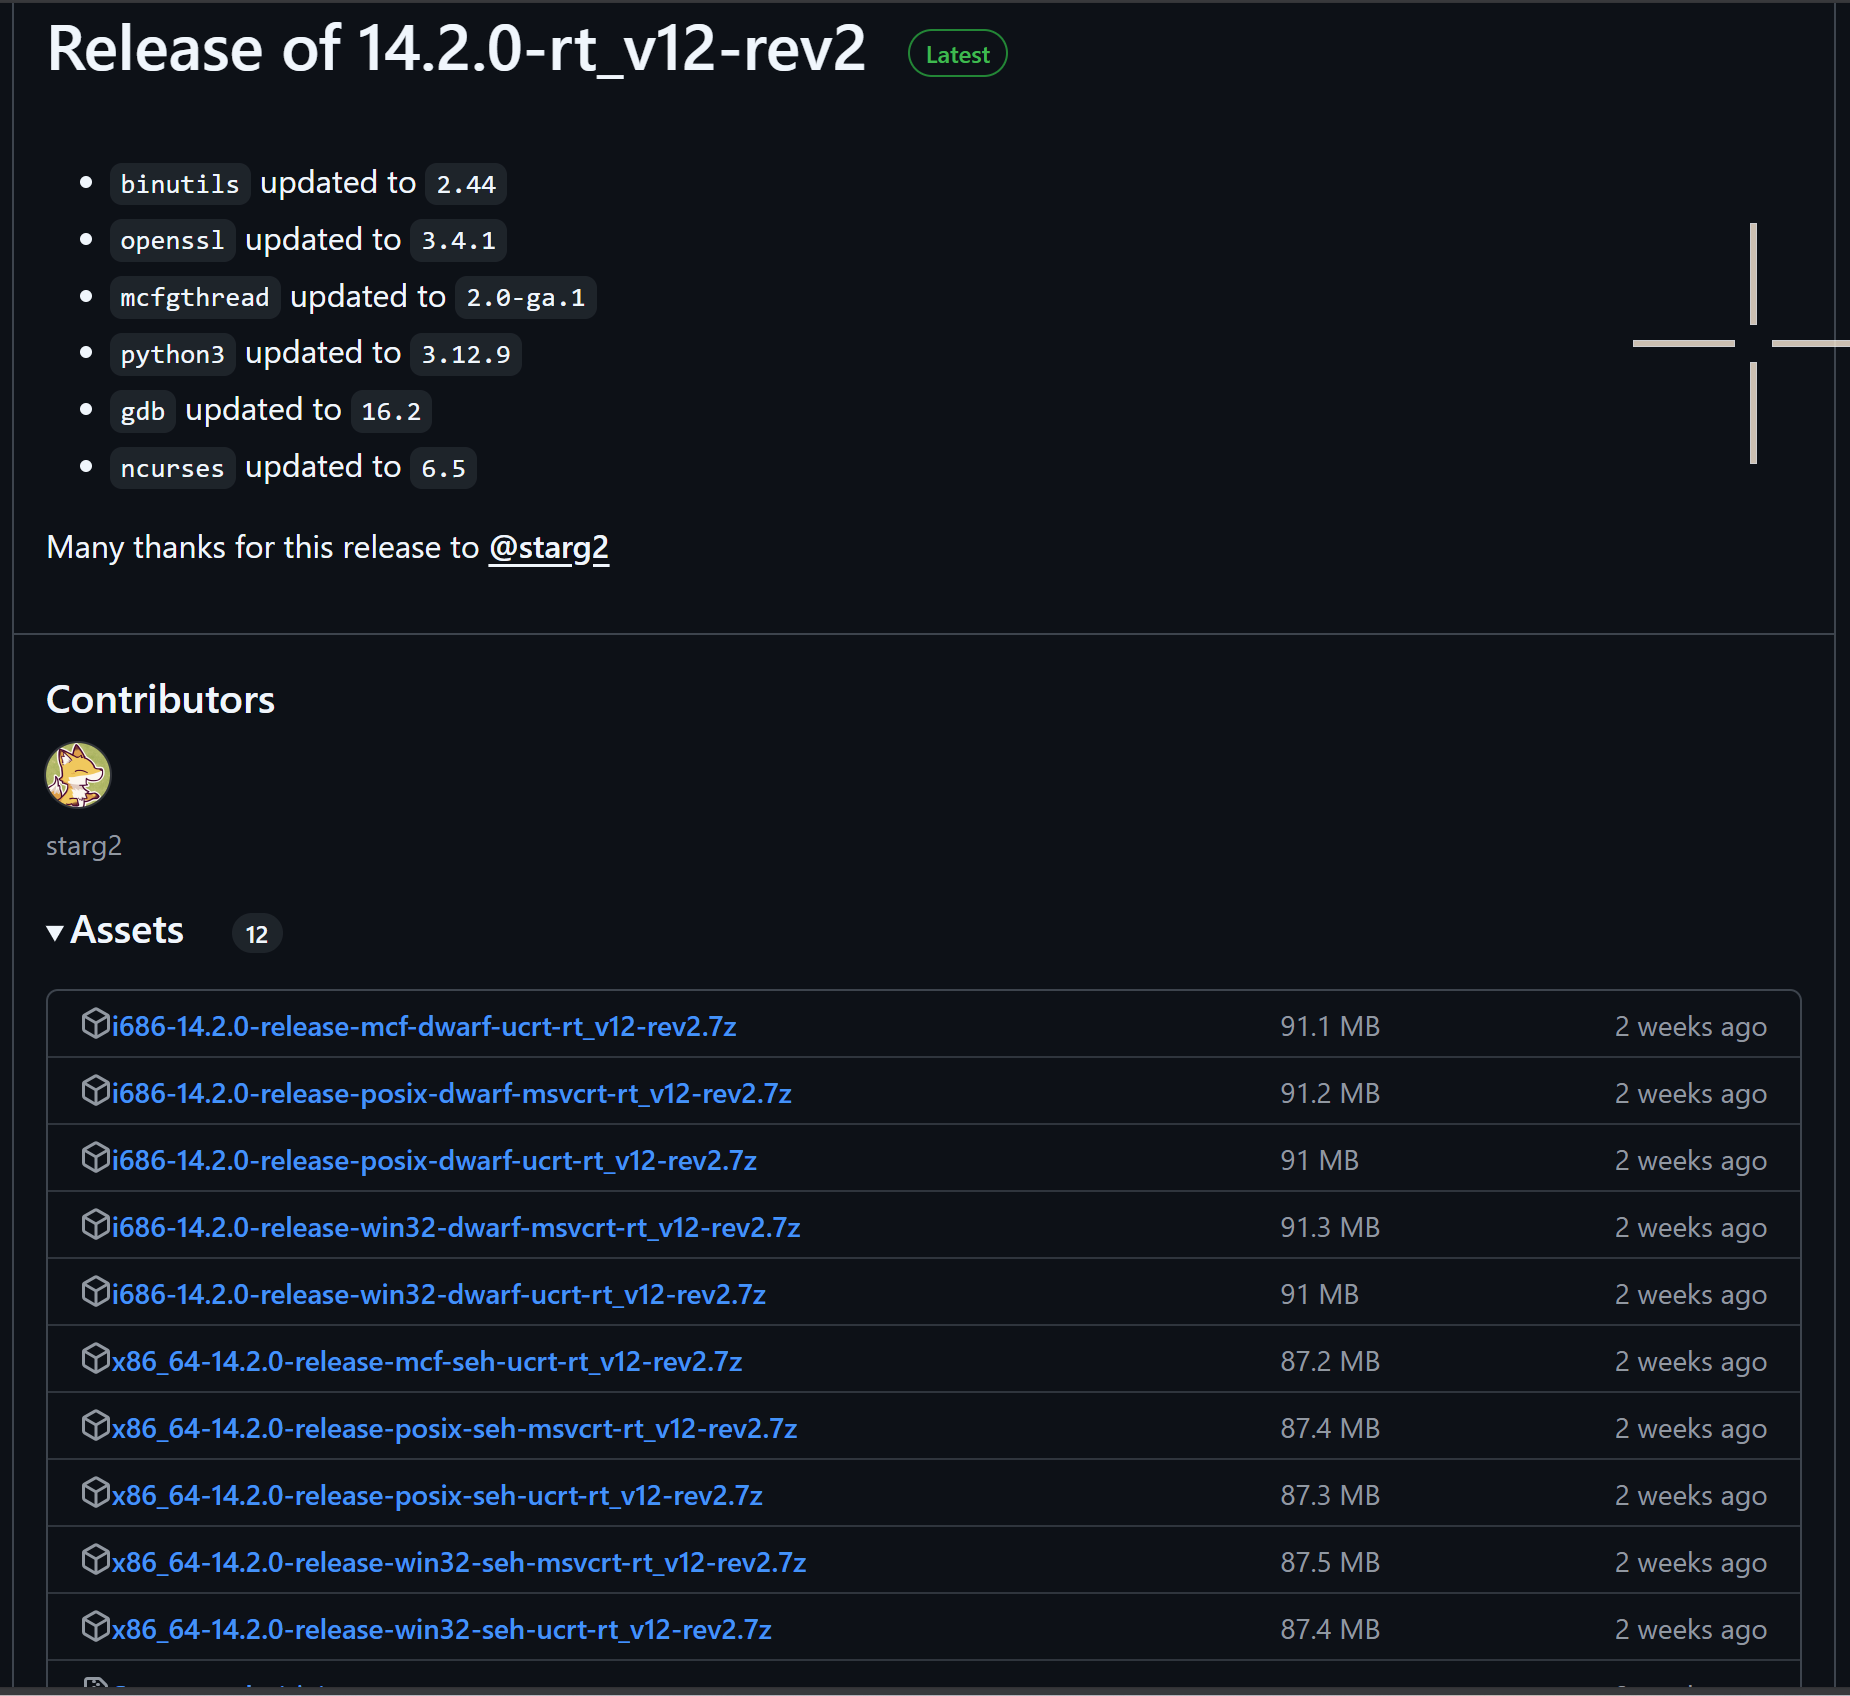 Release of 14.2.0-rt_v12-rev2 Latest
binutils updated to 2.44
openssl updated to 3.4.1
mcfgthread updated to 2.0-ga.1
python3 updated to 3.12.9
gdb updated to 16.2
ncurses updated to 6.5
Many thanks for this release to @starg2
Contributors
starg2
Assets 12
i686-14.2.0-release-mcf-dwarf-ucrt-rt_v12-rev2.7z 91.1 MB 2 weeks ago
i686-14.2.0-release-posix-dwarf-msvcrt-rt_v12-rev2.7z 91.2 MB 2 weeks ago
i686-14.2.0-release-posix-dwarf-ucrt-rt_v12-rev2.7z 91 MB 2 weeks ago
i686-14.2.0-release-win32-dwarf-msvcrt-rt_v12-rev2.7z 91.3 MB 2 weeks ago
i686-14.2.0-release-win32-dwarf-ucrt-rt_v12-rev2.7z 91 MB 2 weeks ago
x86_64-14.2.0-release-mcf-seh-ucrt-rt_v12-rev2.7z 87.2 MB 2 weeks ago
x86_64-14.2.0-release-posix-seh-msvcrt-rt_v12-rev2.7z 87.4 MB 2 weeks ago
x86_64-14.2.0-release-posix-seh-ucrt-rt_v12-rev2.7z 87.3 MB 2 weeks ago
x86_64-14.2.0-release-win32-seh-msvcrt-rt_v12-rev2.7z 87.5 MB 2 weeks ago
x86_64-14.2.0-release-win32-seh-ucrt-rt_v12-rev2.7z 87.4 MB 2 weeks ago